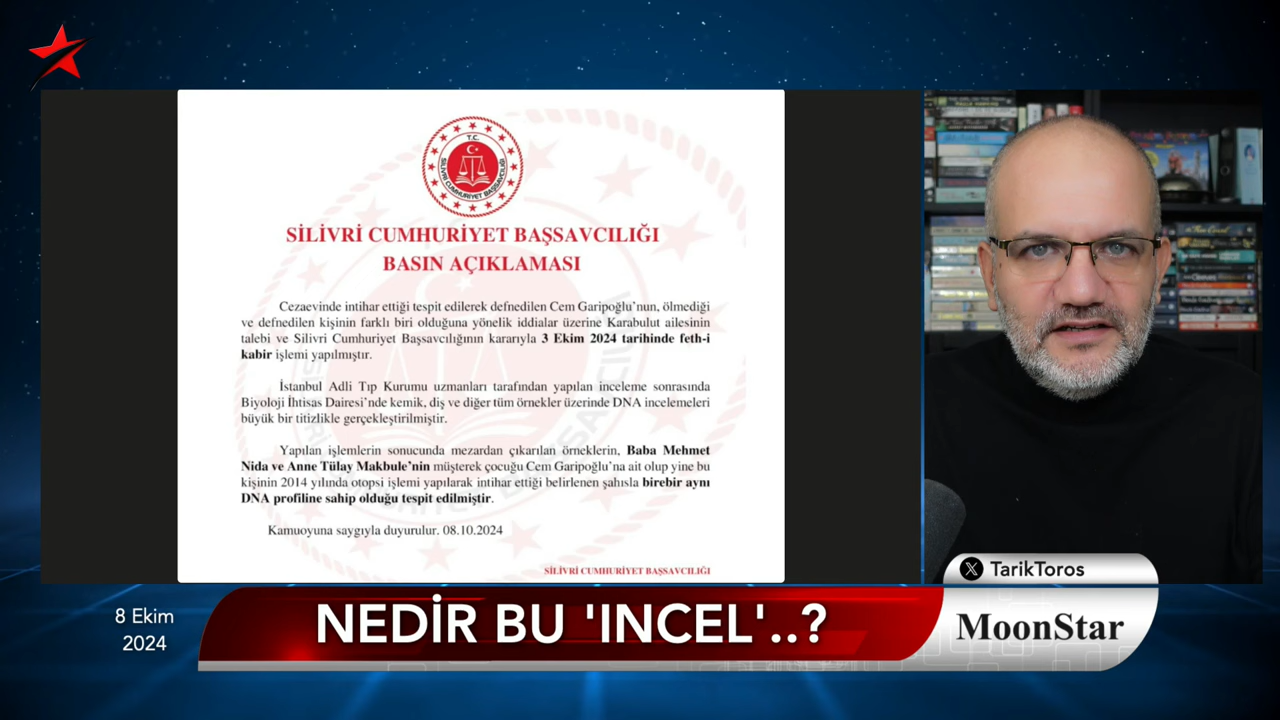 T.C.
SİLİVRİ CUMHURİYET BAŞSAVCILIĞI
SİLİVRİ CUMHURİYET BAŞSAVCILIĞI
BASIN AÇIKLAMASI
Cezaevinde intihar ettiği tespit edilerek defnedilen Cem Garipoğlu'nun, ölmediği
ve defnedilen kişinin farklı biri olduğuna yönelik iddialar üzerine Karabulut ailesinin
talebi ve Silivri Cumhuriyet Başsavcılığının kararıyla 3 Ekim 2024 tarihinde feth-i
kabir işlemi yapılmıştır.
İstanbul Adli Tıp Kurumu uzmanları tarafından yapılan inceleme sonrasında
Biyoloji İhtisas Dairesi'nde kemik, diş ve diğer tüm örnekler üzerinde DNA incelemeleri
büyük bir titizlikle gerçekleştirilmiştir.
Yapılan işlemlerin sonucunda mezardan çıkarılan örneklerin, Baba Mehmet
Nida ve Anne Tülay Makbule'nin müşterek çocuğu Cem Garipoğlu'na ait olup yine bu
kişinin 2014 yılında otopsi işlemi yapılarak intihar ettiği belirlenen şahısla birebir aynı
DNA profiline sahip olduğu tespit edilmiştir.
Kamuoyuna saygıyla duyurulur. 08.10.2024
SİLİVRİ CUMHURİYET BAŞSAVCILIĞI
TarikToros
8 Ekim
2024
NEDİR BU 'INCEL'..?
MoonStar